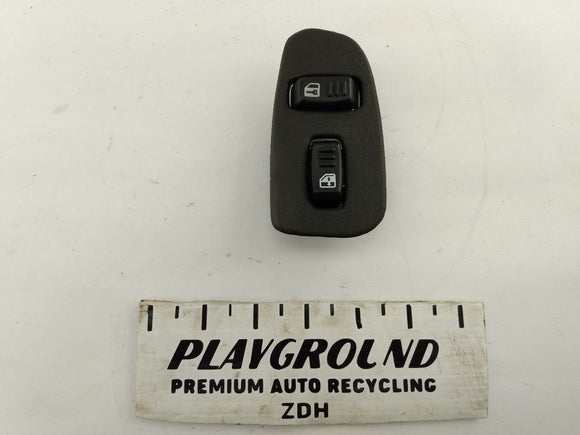 PLAYGROUND
PREMIUM AUTO RECYCLING
ZDH